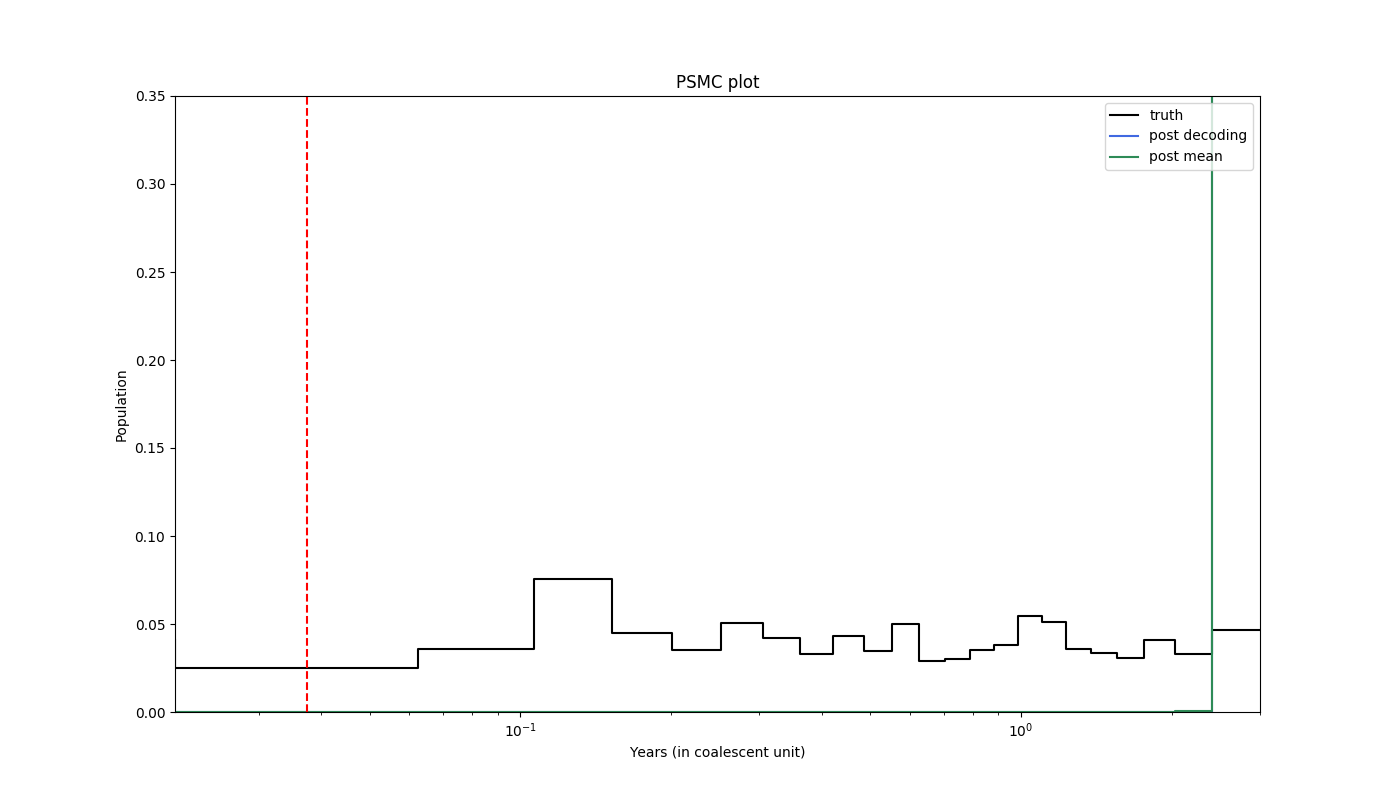 PSMC plot
0.35
0.30
0.25
0.20
0.15
0.10
0.05
0.00
Population
truth
post decoding
post mean
10⁻¹
10⁰
Years (in coalescent unit)